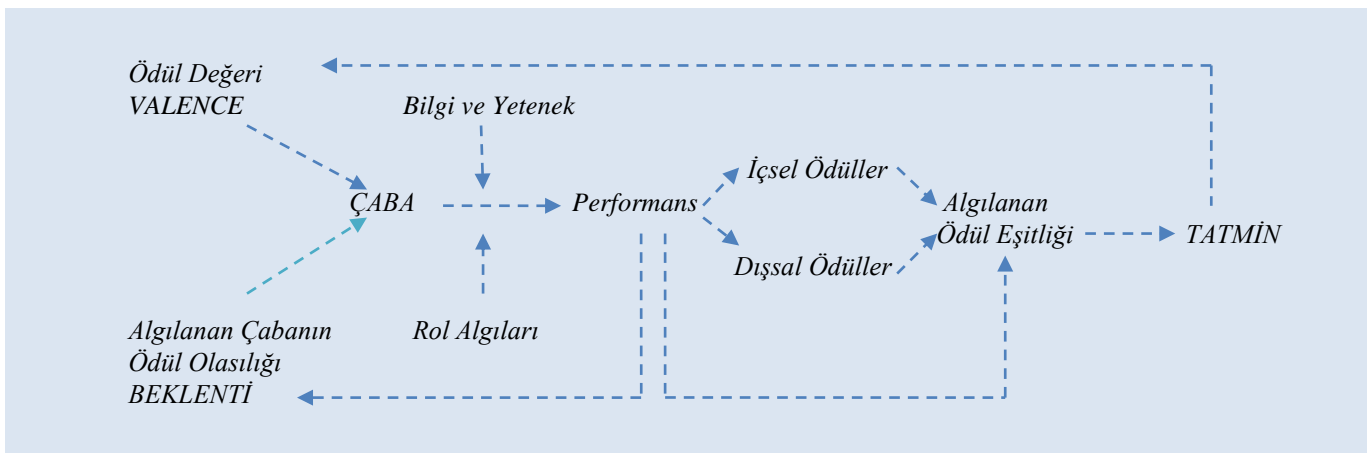 Ödül Değeri
VALENCE
Bilgi ve Yetenek
ÇABA
Performans
İçsel Ödüller
Dışsal Ödüller
Algılanan
Ödül Eşitliği
TATMİN
Algılanan Çabanın
Ödül Olasılığı
BEKLENTİ
Rol Algıları